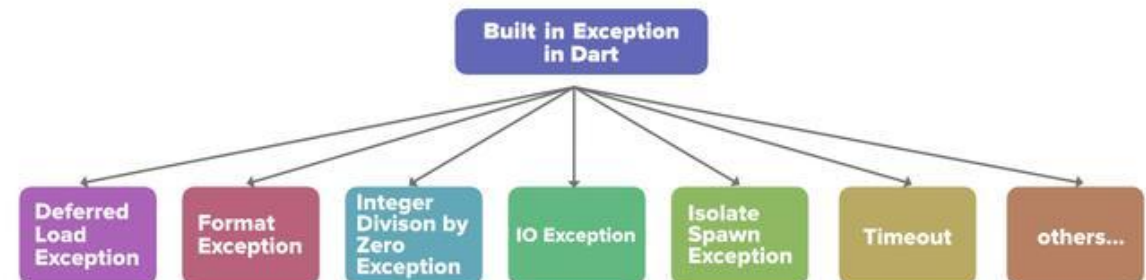 Built in Exception
in Dart
Deferred
Load
Exception
Format
Exception
Integer
Divison by
Zero
Exception
IO Exception
Isolate
Spawn
Exception
Timeout
others...